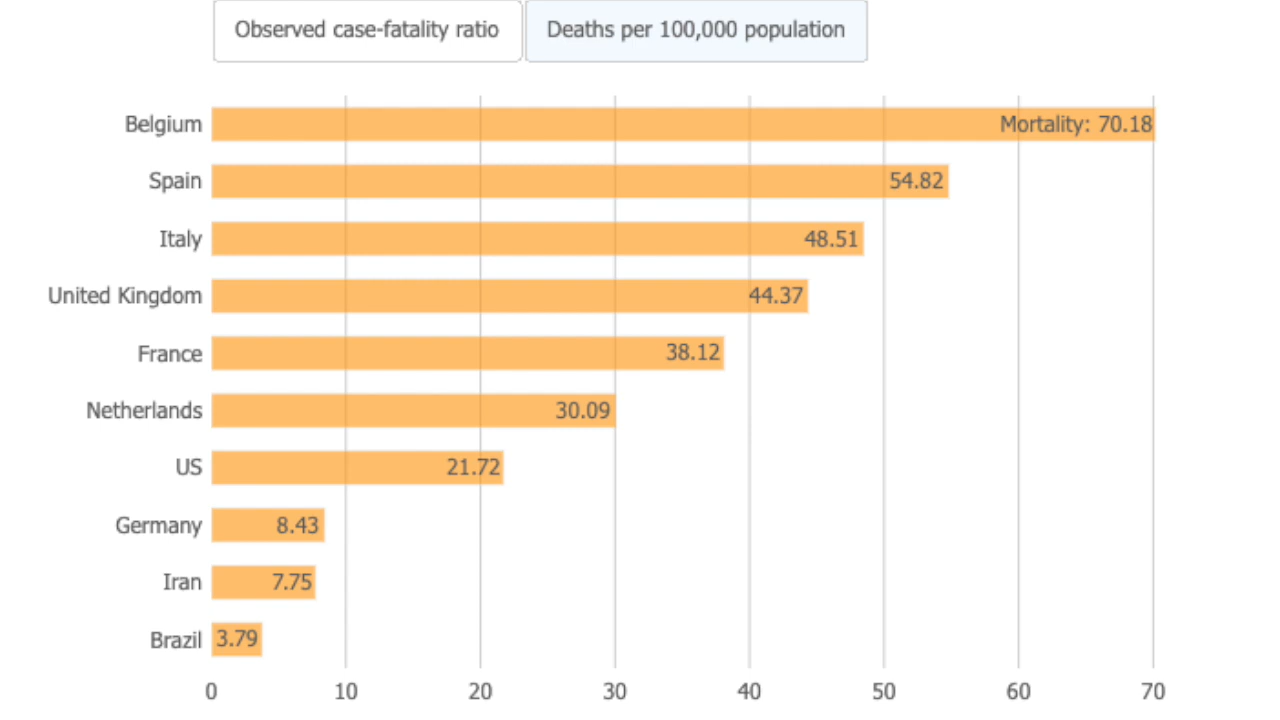 Observed case-fatality ratio Deaths per 100,000 population
Belgium Mortality: 70.18
Spain 54.82
Italy 48.51
United Kingdom 44.37
France 38.12
Netherlands 30.09
US 21.72
Germany 8.43
Iran 7.75
Brazil 3.79
0 10 20 30 40 50 60 70